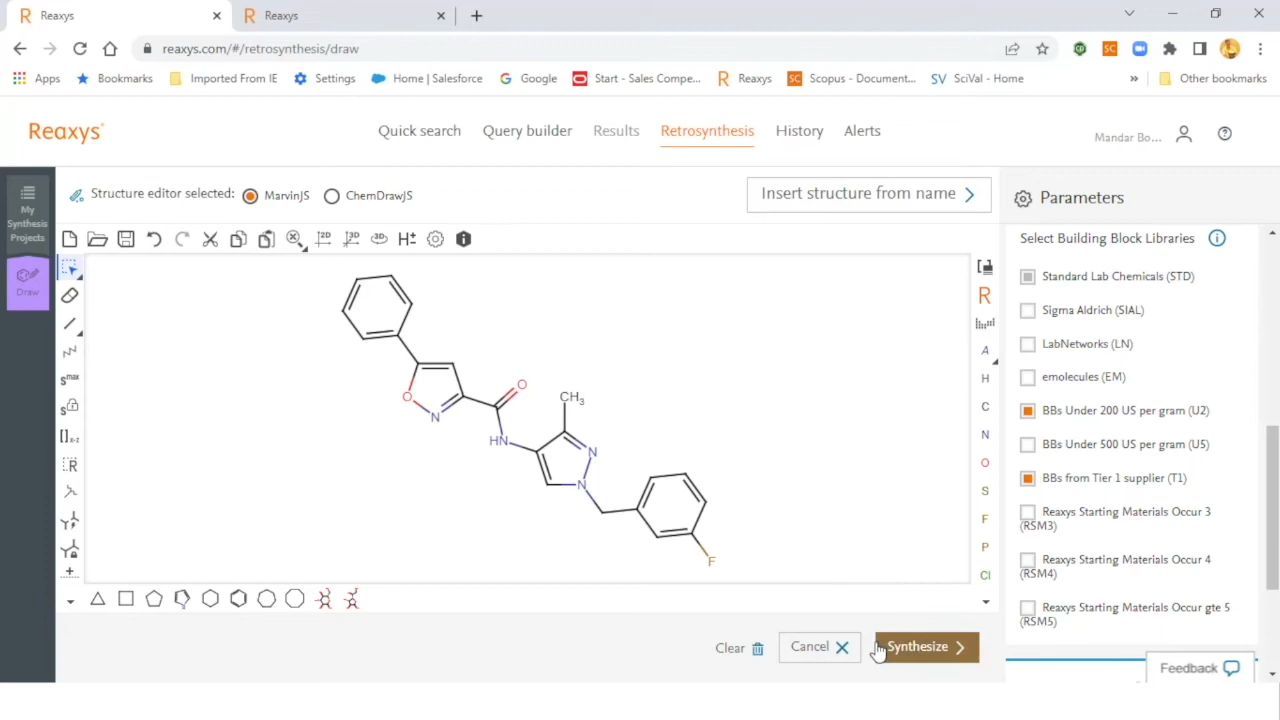 Reaxys
Reaxys
reaxys.com/#/retrosynthesis/draw
Apps Bookmarks Imported From IE Settings Home | Salesforce Google Start - Sales Compe... Reaxys Scopus - Document... SciVal - Home » Other bookmarks
Reaxys
Quick search Query builder Results Retrosynthesis History Alerts
Mandar Bo...
My
Synthesis
Projects
Draw
Structure editor selected: MarvinJS ChemDrawJS
Insert structure from name
2D 3D 3D H±
R
A
H
C
N
O
S
F
P
Cl
Smax
S
[]x-z
R
O
N
O
HN
CH3
N
N
F
Clear
Cancel
Synthesize
Parameters
Select Building Block Libraries
Standard Lab Chemicals (STD)
Sigma Aldrich (SIAL)
LabNetworks (LN)
emolecules (EM)
BBs Under 200 US per gram (U2)
BBs Under 500 US per gram (U5)
BBs from Tier 1 supplier (T1)
Reaxys Starting Materials Occur 3
(RSM3)
Reaxys Starting Materials Occur 4
(RSM4)
Reaxys Starting Materials Occur gte 5
(RSM5)
Feedback